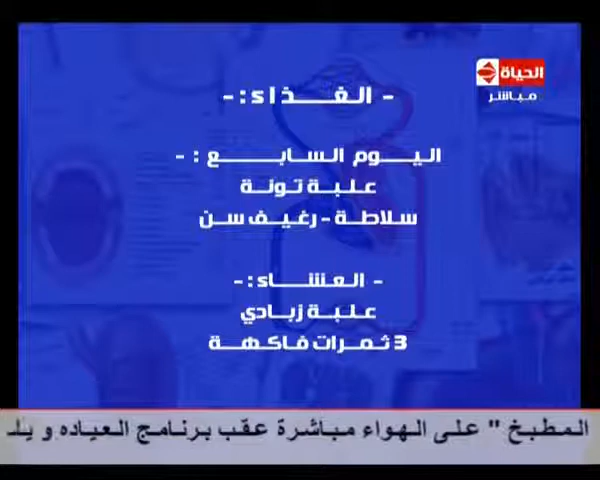 الحياة
مباشر
- الغذاء:-
اليوم السابع :-
علبة تونة
سلاطة - رغيف سن
- العشاء:-
علبة زبادي
3 ثمرات فاكهة
المطبخ " على الهواء مباشرة عقب برنامج العياده و يلـ